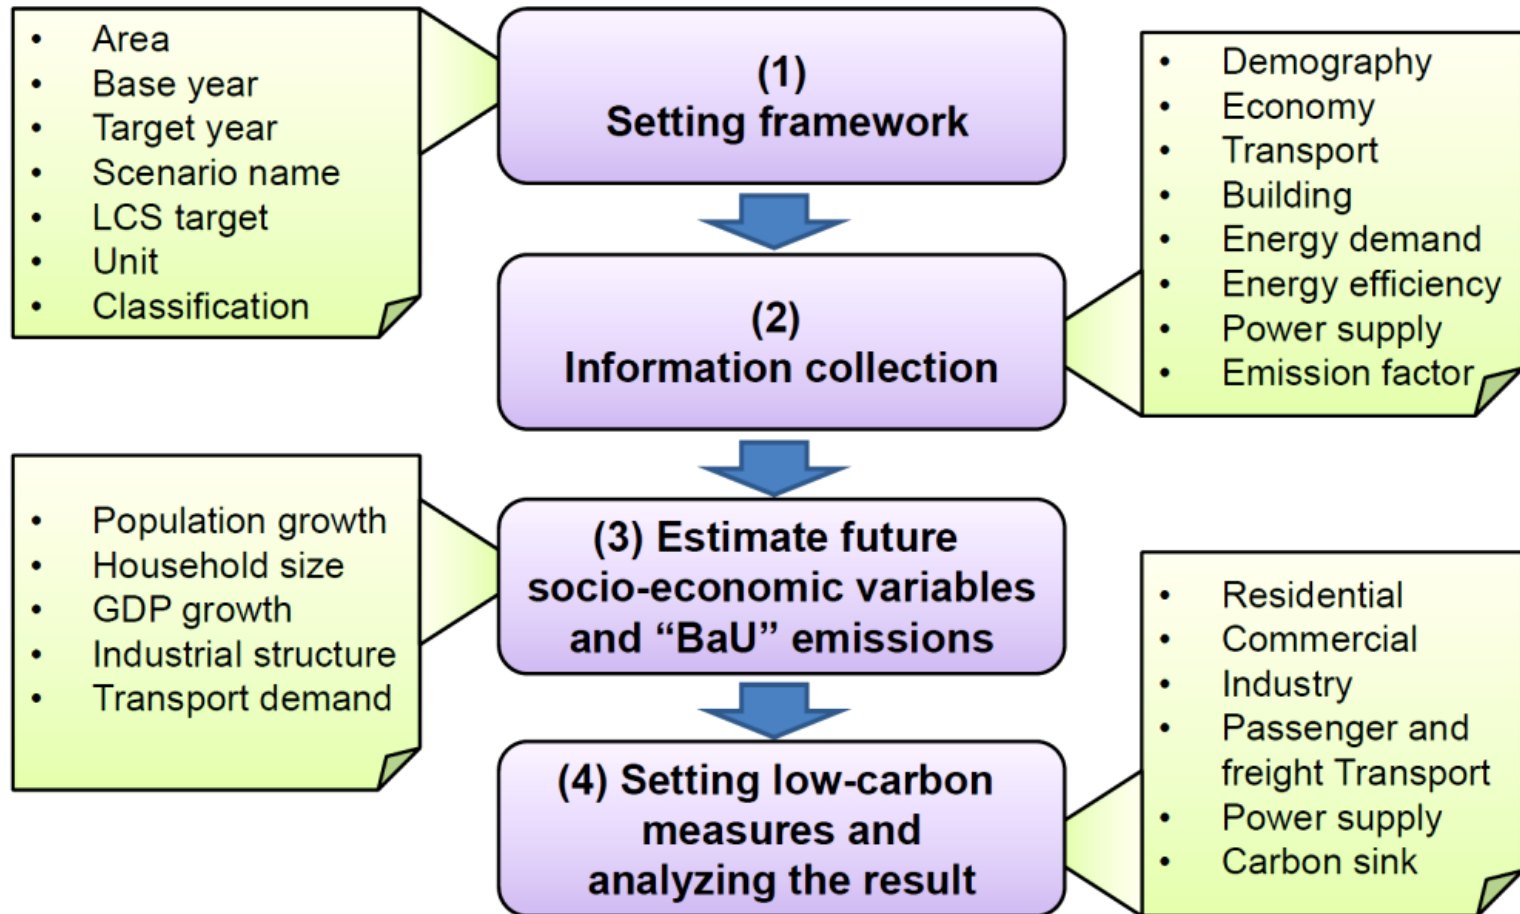 • Area
• Base year
• Target year
• Scenario name
• LCS target
• Unit
• Classification
(1)
Setting framework
• Demography
• Economy
• Transport
• Building
• Energy demand
• Energy efficiency
• Power supply
• Emission factor
(2)
Information collection
• Population growth
• Household size
• GDP growth
• Industrial structure
• Transport demand
(3) Estimate future
socio-economic variables
and “BaU” emissions
• Residential
• Commercial
• Industry
• Passenger and
freight Transport
• Power supply
• Carbon sink
(4) Setting low-carbon
measures and
analyzing the result